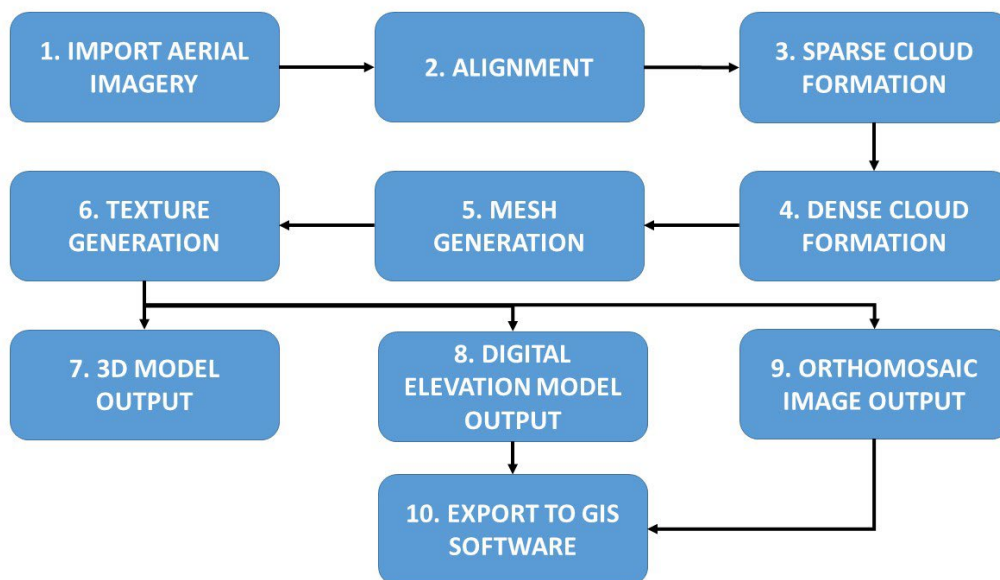 1. IMPORT AERIAL
IMAGERY
2. ALIGNMENT
3. SPARSE CLOUD
FORMATION
6. TEXTURE
GENERATION
5. MESH
GENERATION
4. DENSE CLOUD
FORMATION
7. 3D MODEL
OUTPUT
8. DIGITAL
ELEVATION MODEL
OUTPUT
9. ORTHOMOSAIC
IMAGE OUTPUT
10. EXPORT TO GIS
SOFTWARE